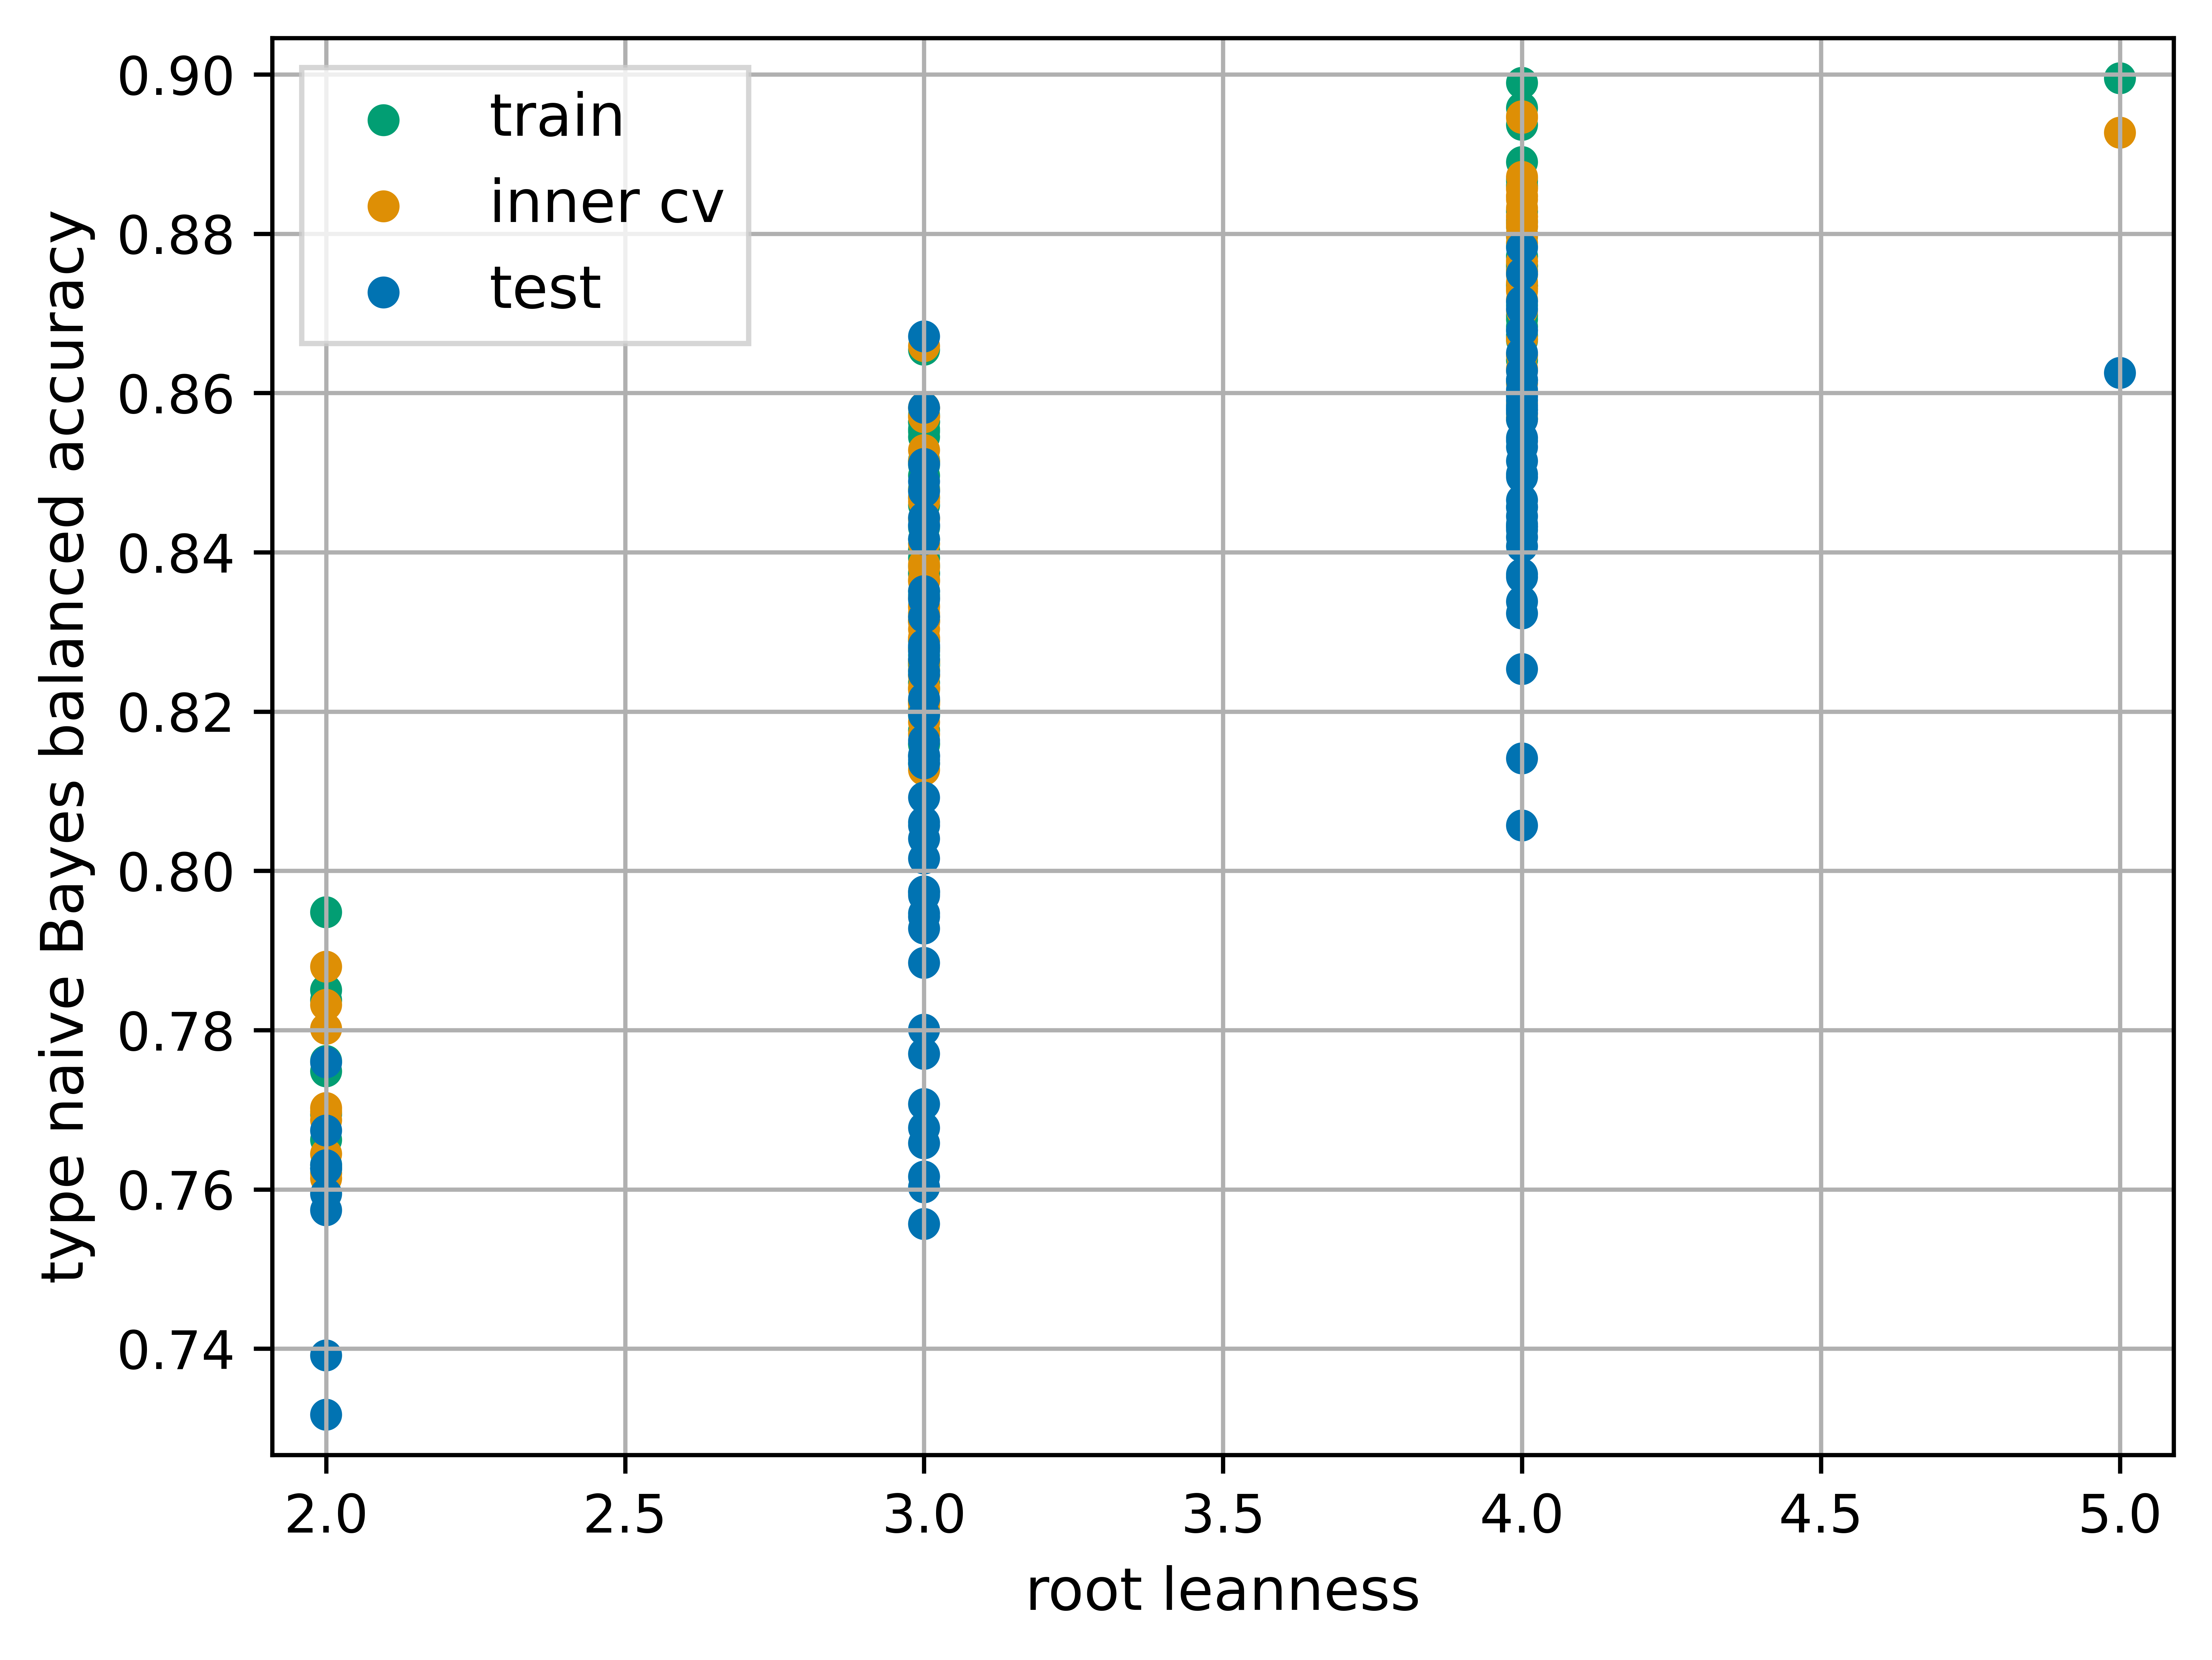 type naive Bayes balanced accuracy
0.90
0.88
0.86
0.84
0.82
0.80
0.78
0.76
0.74
train
inner cv
test
2.0 2.5 3.0 3.5 4.0 4.5 5.0
root leanness